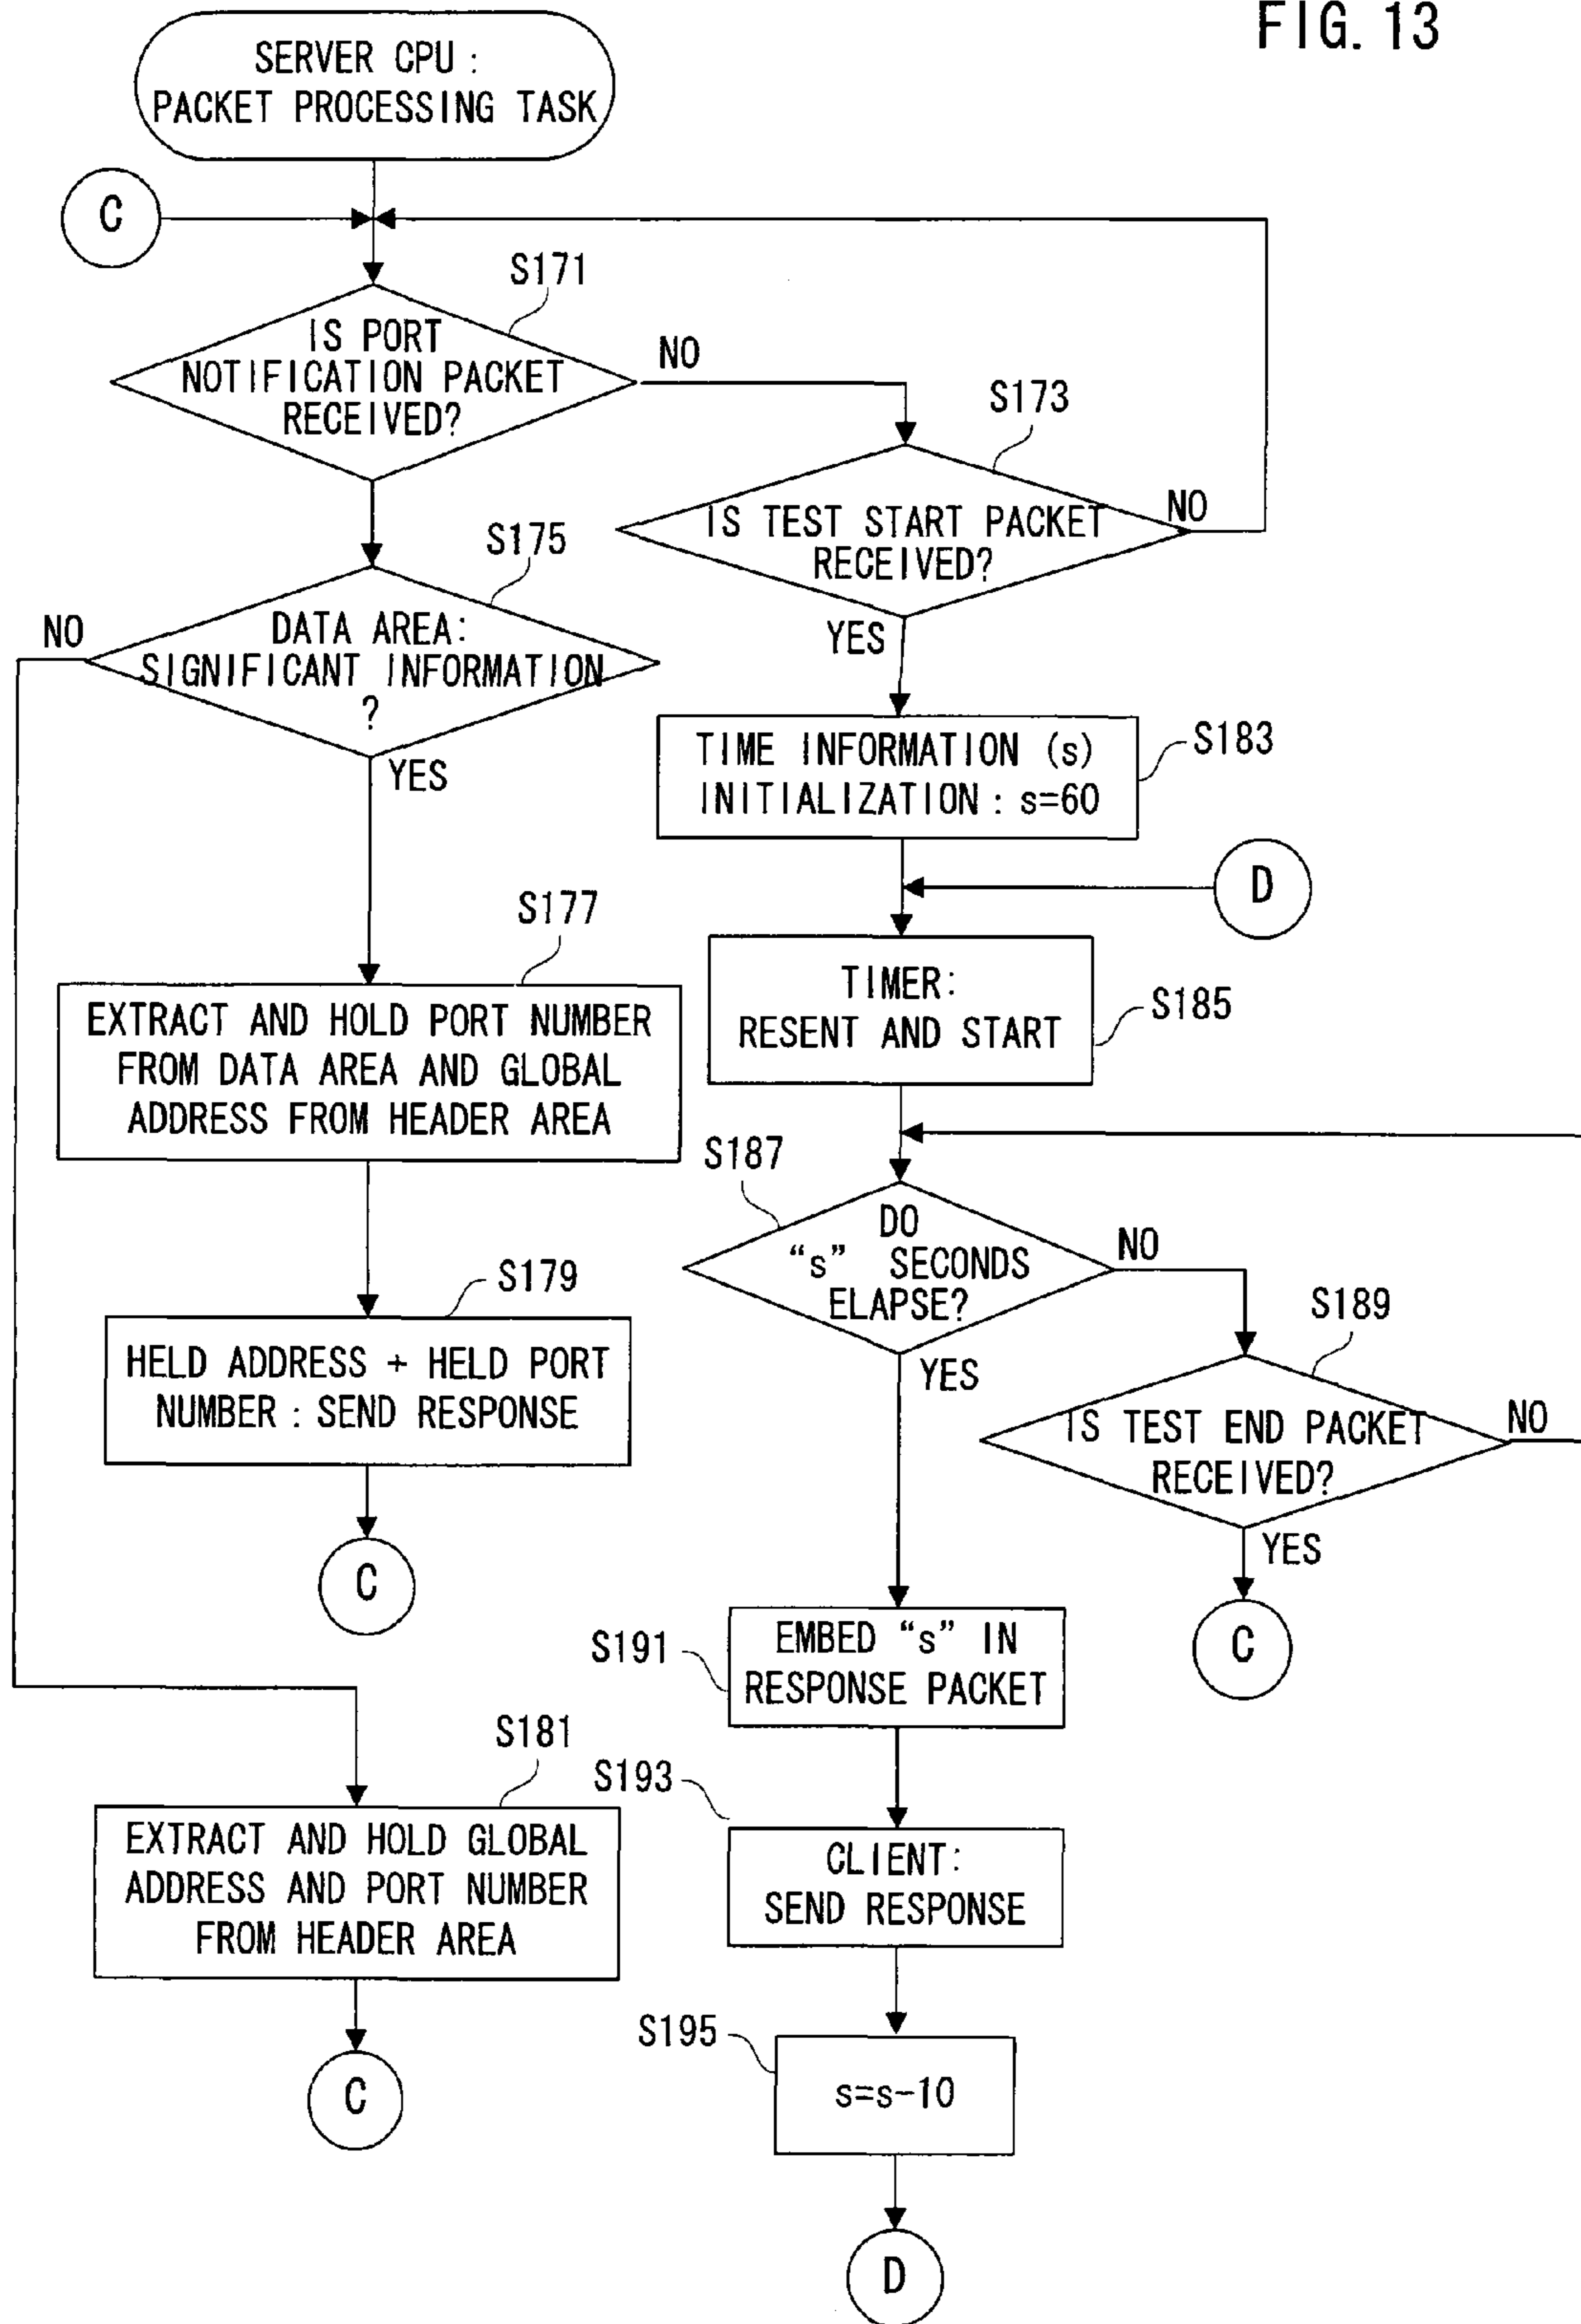 FIG. 13
SERVER CPU :
PACKET PROCESSING TASK
C
S171
IS PORT
NOTIFICATION PACKET
RECEIVED?
NO
S173
IS TEST START PACKET
RECEIVED?
NO
YES
S175
DATA AREA:
SIGNIFICANT INFORMATION
?
NO
YES
S183
TIME INFORMATION (s)
INITIALIZATION : s=60
D
S177
EXTRACT AND HOLD PORT NUMBER
FROM DATA AREA AND GLOBAL
ADDRESS FROM HEADER AREA
TIMER:
RESENT AND START
S185
S187
DO
“s” SECONDS
ELAPSE?
NO
YES
S179
HELD ADDRESS + HELD PORT
NUMBER : SEND RESPONSE
C
S189
IS TEST END PACKET
RECEIVED?
NO
YES
C
S191
EMBED “s” IN
RESPONSE PACKET
S181
EXTRACT AND HOLD GLOBAL
ADDRESS AND PORT NUMBER
FROM HEADER AREA
C
S193
CLIENT:
SEND RESPONSE
S195
s=s-10
D